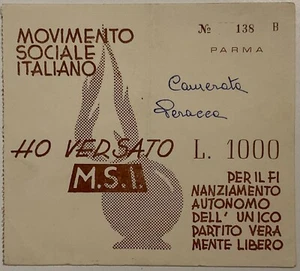 MOVIMENTO
SOCIALE
ITALIANO
№ 138 B
PARMA
Camerata
Peracca
HO VERSATO L. 1000
M.S.I.
PER IL FI
NANZIAMENTO
AUTONOMO
DELL' UNICO
PARTITO VERA
MENTE LIBERO